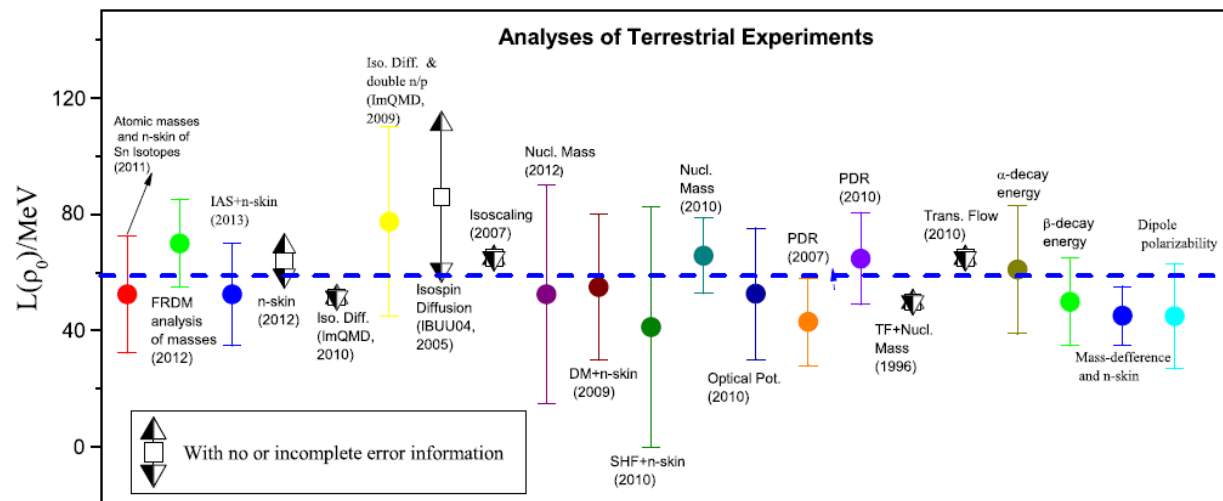 Analyses of Terrestrial Experiments
L(ρ0)/MeV
120
80
40
0
Atomic masses
and n-skin of
Sn Isotopes
(2011)
FRDM
analysis
of masses
(2012)
IAS+n-skin
(2013)
n-skin
(2012)
Iso. Diff.
(ImQMD,
2010)
Iso. Diff. &
double n/p
(ImQMD,
2009)
Isospin
Diffusion
(IBUU04,
2005)
Isoscaling
(2007)
Nucl. Mass
(2012)
DM+n-skin
(2009)
SHF+n-skin
(2010)
Nucl.
Mass
(2010)
Optical Pot.
(2010)
PDR
(2007)
PDR
(2010)
TF+Nucl.
Mass
(1996)
Trans. Flow
(2010)
α-decay
energy
β-decay
energy
Mass-defference
and n-skin
Dipole
polarizability
With no or incomplete error information